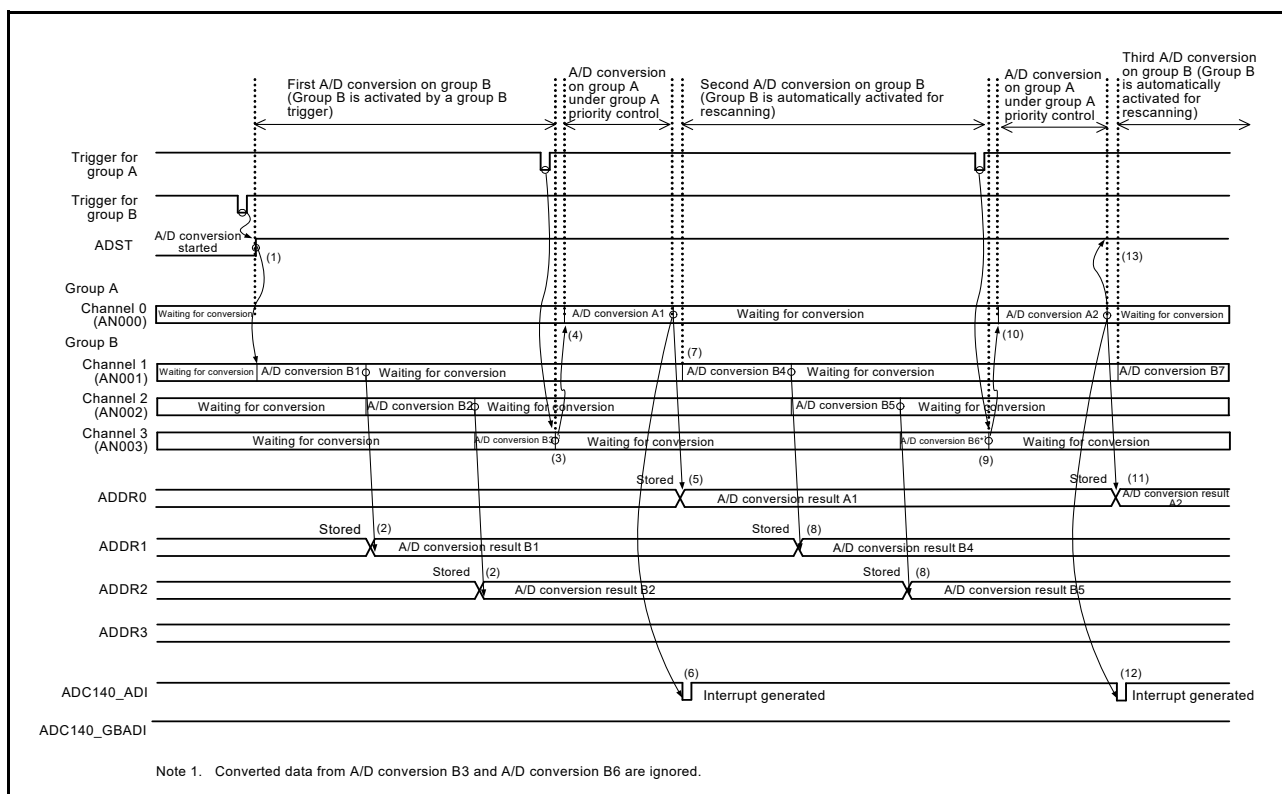 First A/D conversion on group B
(Group B is activated by a group B
trigger)
A/D conversion
on group A
under group A
priority control
Second A/D conversion on group B
(Group B is automatically activated for
rescanning)
A/D conversion
on group A
under group A
priority control
Third A/D conversion
on group B (Group B
is automatically
activated for
rescanning)
Trigger for
group A
Trigger for
group B
ADST
A/D conversion
started
(1)
(13)
Group A
Channel 0
(AN000)
Waiting for conversion
(4)
A/D conversion A1
Waiting for conversion
(10)
A/D conversion A2
Waiting for conversion
Group B
Channel 1
(AN001)
Waiting for conversion
A/D conversion B1
Waiting for conversion
(7)
A/D conversion B4
Waiting for conversion
A/D conversion B7
Channel 2
(AN002)
Waiting for conversion
A/D conversion B2
Waiting for conversion
A/D conversion B5
Waiting for conversion
Channel 3
(AN003)
Waiting for conversion
A/D conversion B3
(3)
Waiting for conversion
A/D conversion B6*
(9)
Waiting for conversion
ADDR0
Stored
(5)
A/D conversion result A1
Stored
(11)
A/D conversion result
A2
ADDR1
Stored
(2)
A/D conversion result B1
(8)
Stored
A/D conversion result B4
ADDR2
Stored
(2)
A/D conversion result B2
Stored
(8)
A/D conversion result B5
ADDR3
ADC140_ADI
(6)
Interrupt generated
(12)
Interrupt generated
ADC140_GBADI
Note 1. Converted data from A/D conversion B3 and A/D conversion B6 are ignored.